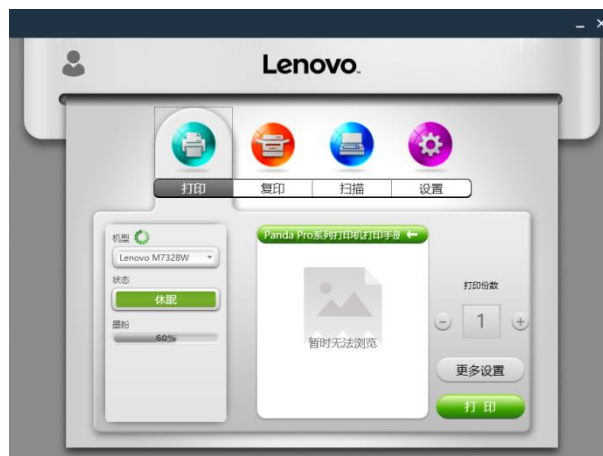 Lenovo
打印
复印
扫描
设置
机型
Lenovo M7328W
状态
休眠
墨粉
60%
Panda Pro系列打印机打印手册
暂时无法浏览
打印份数
1
更多设置
打 印